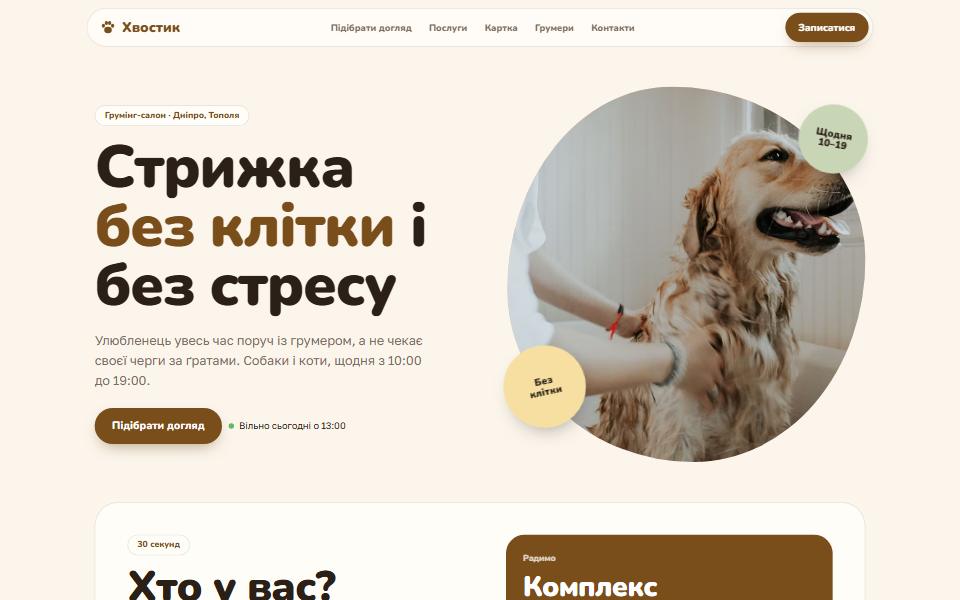 Хвостик
Підібрати догляд
Послуги
Картка
Грумери
Контакти
Записатися
Грумінг-салон · Дніпро, Тополя
Стрижка
без клітки і
без стресу
Улюбленець увесь час поруч із грумером, а не чекає
своєї черги за ґратами. Собаки і коти, щодня з 10:00
до 19:00.
Підібрати догляд
Вільно сьогодні о 13:00
Щодня
10–19
Без
клітки
30 секунд
Хто у вас?
Радимо
Комплекс